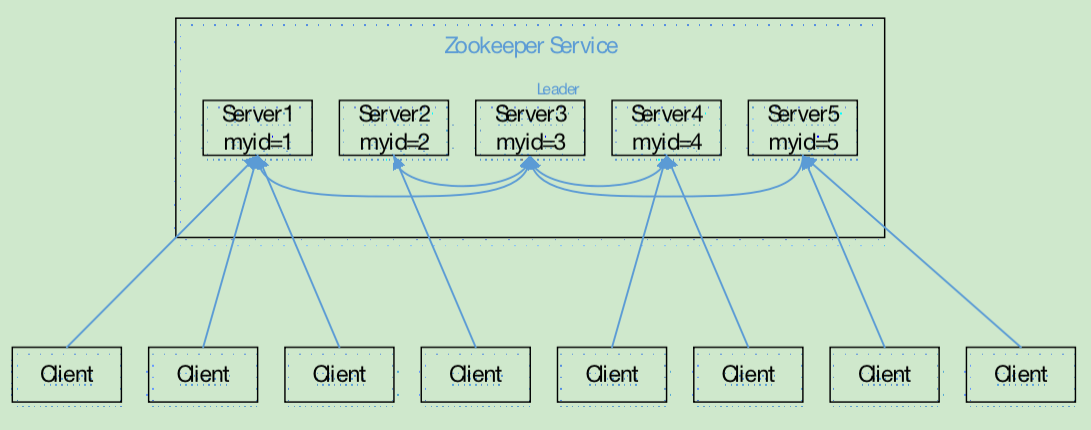 Zookeeper Service
Leader
Server1
myid=1
Server2
myid=2
Server3
myid=3
Server4
myid=4
Server5
myid=5
Client
Client
Client
Client
Client
Client
Client
Client